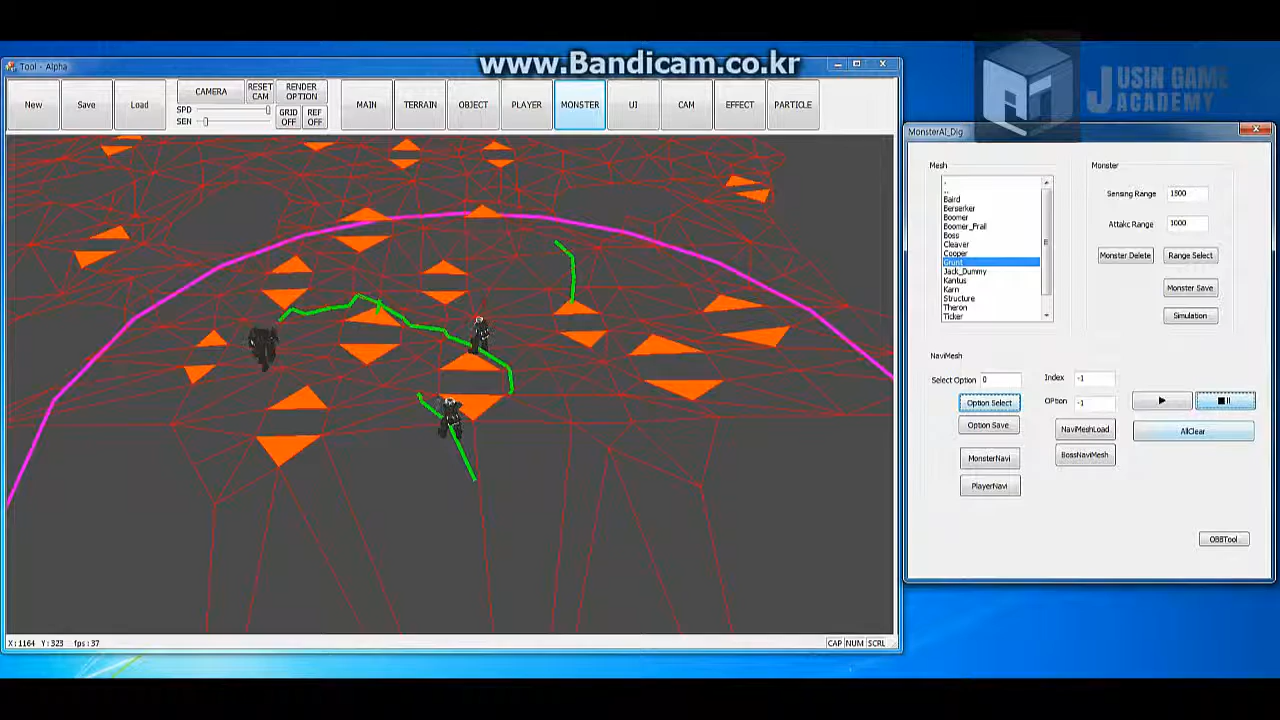 www.Bandicam.co.kr
JUSIN GAME
ACADEMY
Tool - Alpha
New
Save
Load
CAMERA
RESET
CAM
RENDER
OPTION
SPD
SEN
GRID
OFF
REF
OFF
MAIN
TERRAIN
OBJECT
PLAYER
MONSTER
UI
CAM
EFFECT
PARTICLE
MonsterAI_Dlg
Mesh
.
..
Baird
Berserker
Boomer
Boomer_Frail
Boss
Cleaver
Cooper
Grunt
Jack_Dummy
Kantus
Karn
Structure
Theron
Ticker
Monster
Sensing Range 1500
Attakc Range 1000
Monster Delete
Range Select
Monster Save
Simulation
NaviMesh
Select Option 0
Index -1
Option Select
OPtion -1
Option Save
NaviMeshLoad
AllClear
MonsterNavi
BossNaviMesh
PlayerNavi
OBBTool
X:1164 Y:323 fps:37
CAP NUM SCRL